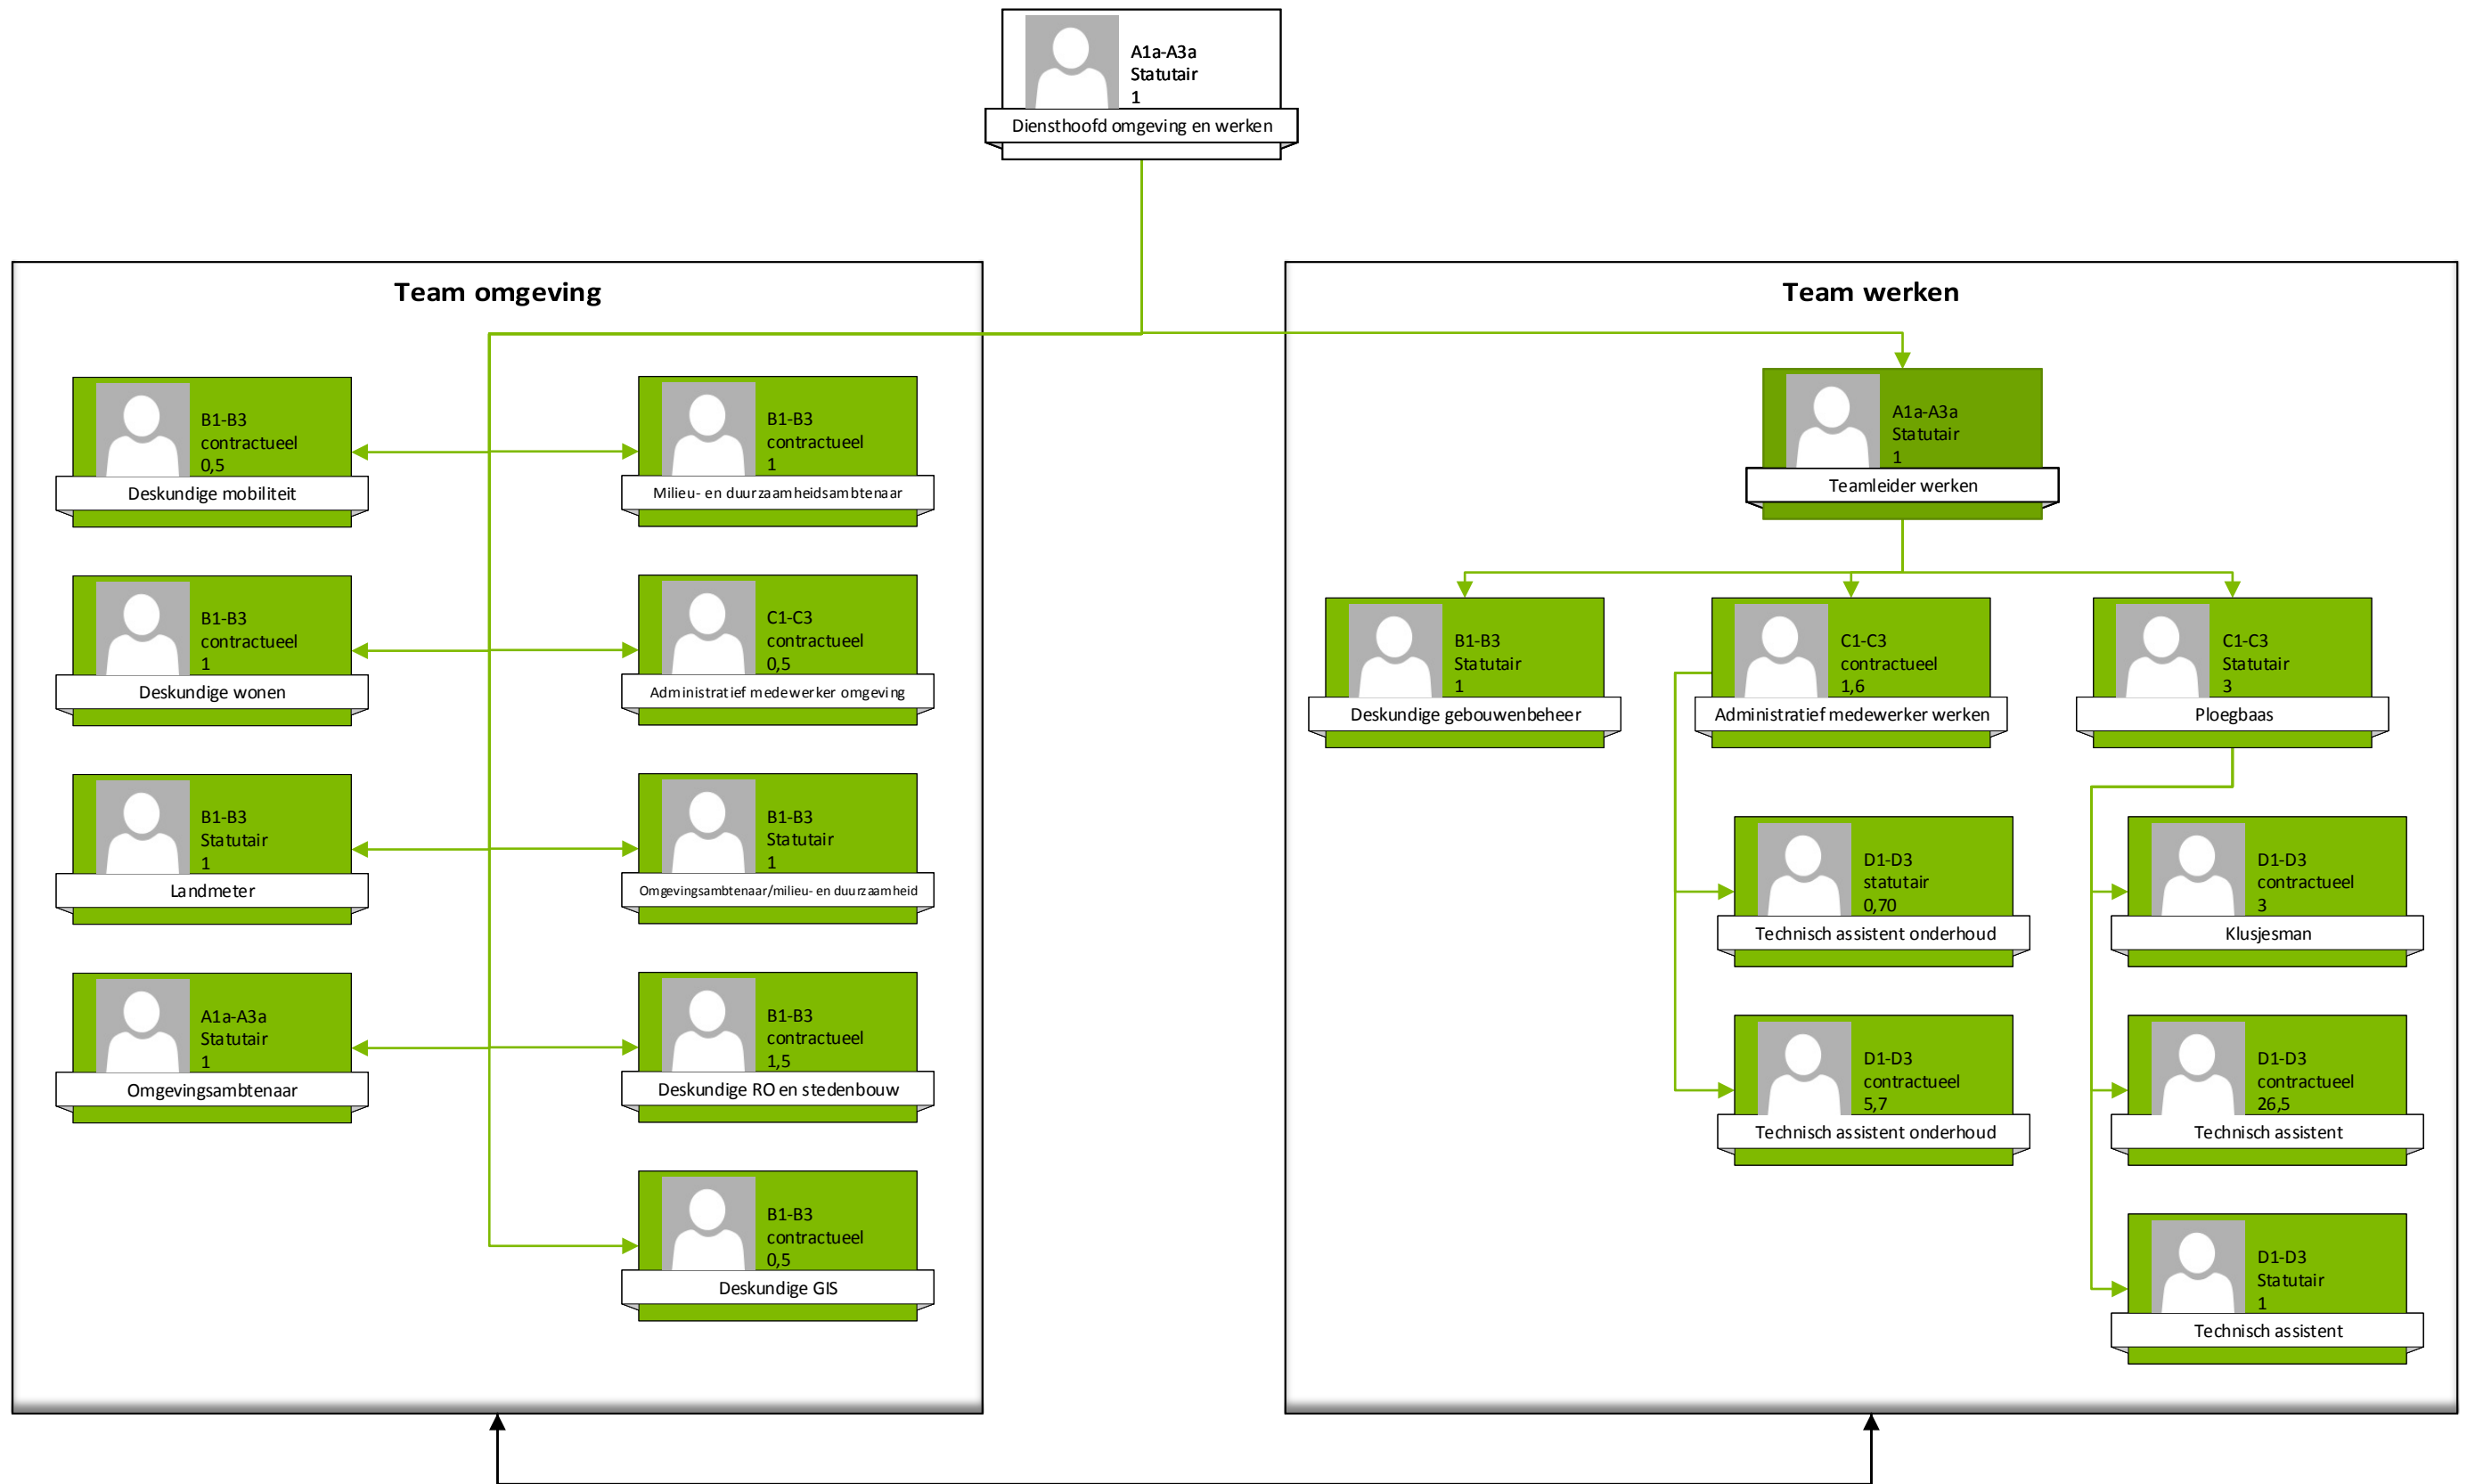 A1a-A3a
Statutair
1
Diensthoofd omgeving en werken
Team omgeving
B1-B3
contractueel
0,5
Deskundige mobiliteit
B1-B3
contractueel
1
Milieu- en duurzaamheidsambtenaar
B1-B3
contractueel
1
Deskundige wonen
C1-C3
contractueel
0,5
Administratief medewerker omgeving
B1-B3
Statutair
1
Landmeter
B1-B3
Statutair
1
Omgevingsambtenaar/milieu- en duurzaamheid
A1a-A3a
Statutair
1
Omgevingsambtenaar
B1-B3
contractueel
1,5
Deskundige RO en stedenbouw
B1-B3
contractueel
0,5
Deskundige GIS
Team werken
A1a-A3a
Statutair
1
Teamleider werken
B1-B3
Statutair
1
Deskundige gebouwenbeheer
C1-C3
contractueel
1,6
Administratief medewerker werken
C1-C3
Statutair
3
Ploegbaas
D1-D3
statutair
0,70
Technisch assistent onderhoud
D1-D3
contractueel
3
Klusjesman
D1-D3
contractueel
5,7
Technisch assistent onderhoud
D1-D3
contractueel
26,5
Technisch assistent
D1-D3
Statutair
1
Technisch assistent